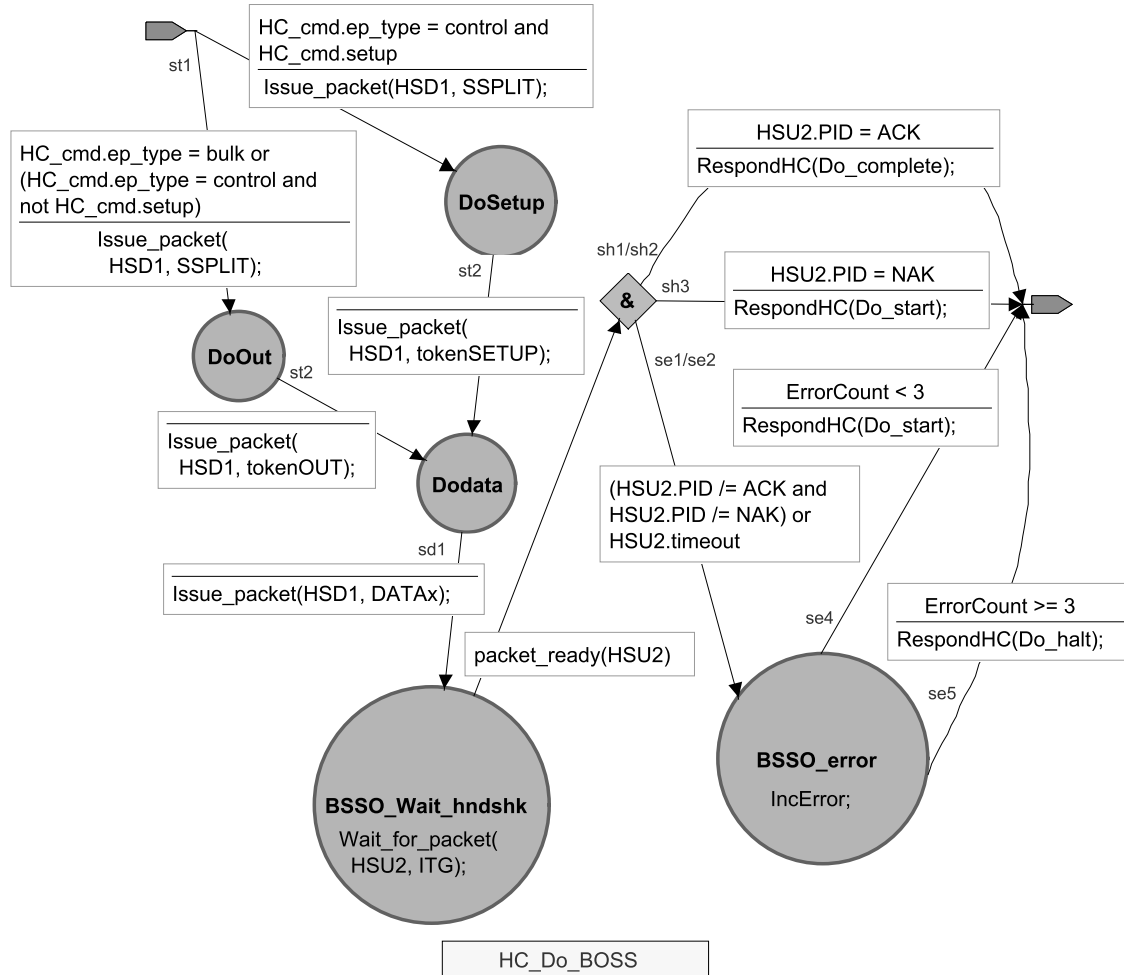 HC_cmd.ep_type = control and
HC_cmd.setup
Issue_packet(HSD1, SSPLIT);
st1
HC_cmd.ep_type = bulk or
(HC_cmd.ep_type = control and
not HC_cmd.setup)
Issue_packet(
HSD1, SSPLIT);
DoSetup
st2
Issue_packet(
HSD1, tokenSETUP);
DoOut
st2
Issue_packet(
HSD1, tokenOUT);
Dodata
sd1
Issue_packet(HSD1, DATAx);
BSSO_Wait_hndshk
Wait_for_packet(
HSU2, ITG);
packet_ready(HSU2)
&
sh1/sh2
HSU2.PID = ACK
RespondHC(Do_complete);
sh3
HSU2.PID = NAK
RespondHC(Do_start);
se1/se2
(HSU2.PID /= ACK and
HSU2.PID /= NAK) or
HSU2.timeout
ErrorCount < 3
RespondHC(Do_start);
se4
ErrorCount >= 3
RespondHC(Do_halt);
se5
BSSO_error
IncError;
HC_Do_BOSS